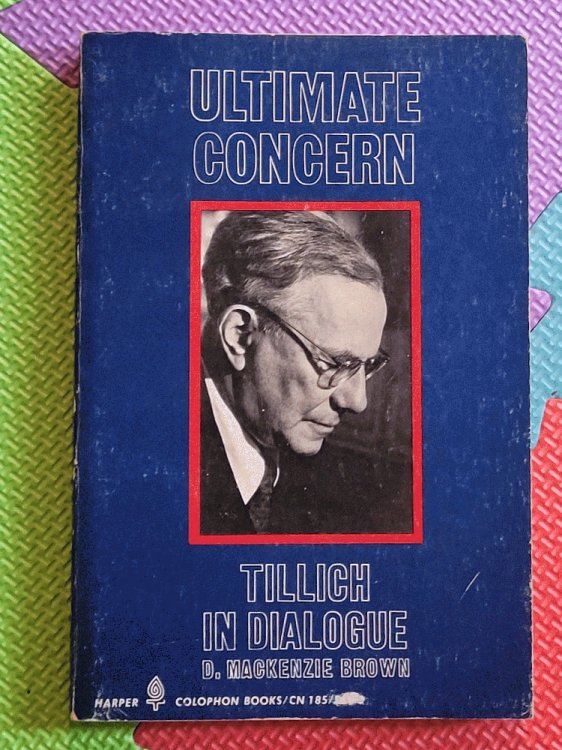 ULTIMATE
CONCERN
TILLICH
IN DIALOGUE
D. MACKENZIE BROWN
HARPER COLOPHON BOOKS/CN 185/